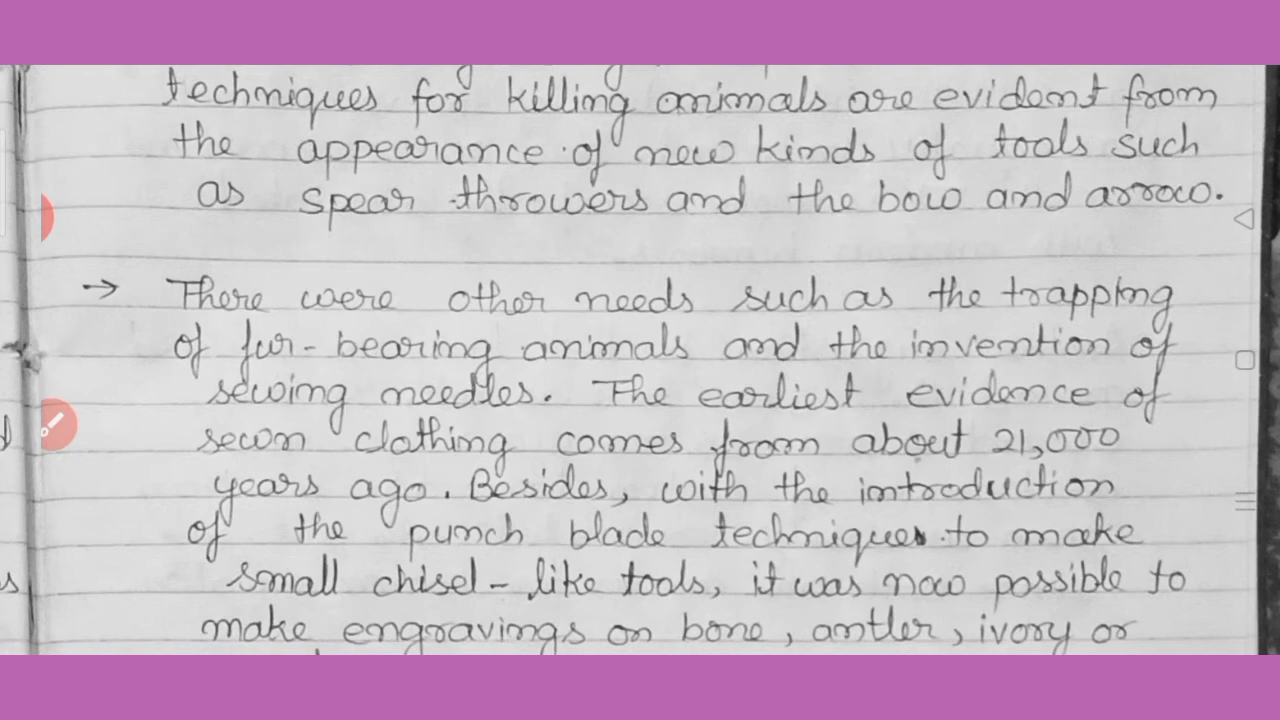 techniques for killing animals are evident from
the appearance of new kinds of tools such
as spear throwers and the bow and arrow.
→ There were other needs such as the trapping
of fur-bearing animals and the invention of
sewing needles. The earliest evidence of
sewn clothing comes from about 21,000
years ago. Besides, with the introduction
of the punch blade technique to make
small chisel-like tools, it was now possible to
make engravings on bone, antler, ivory or